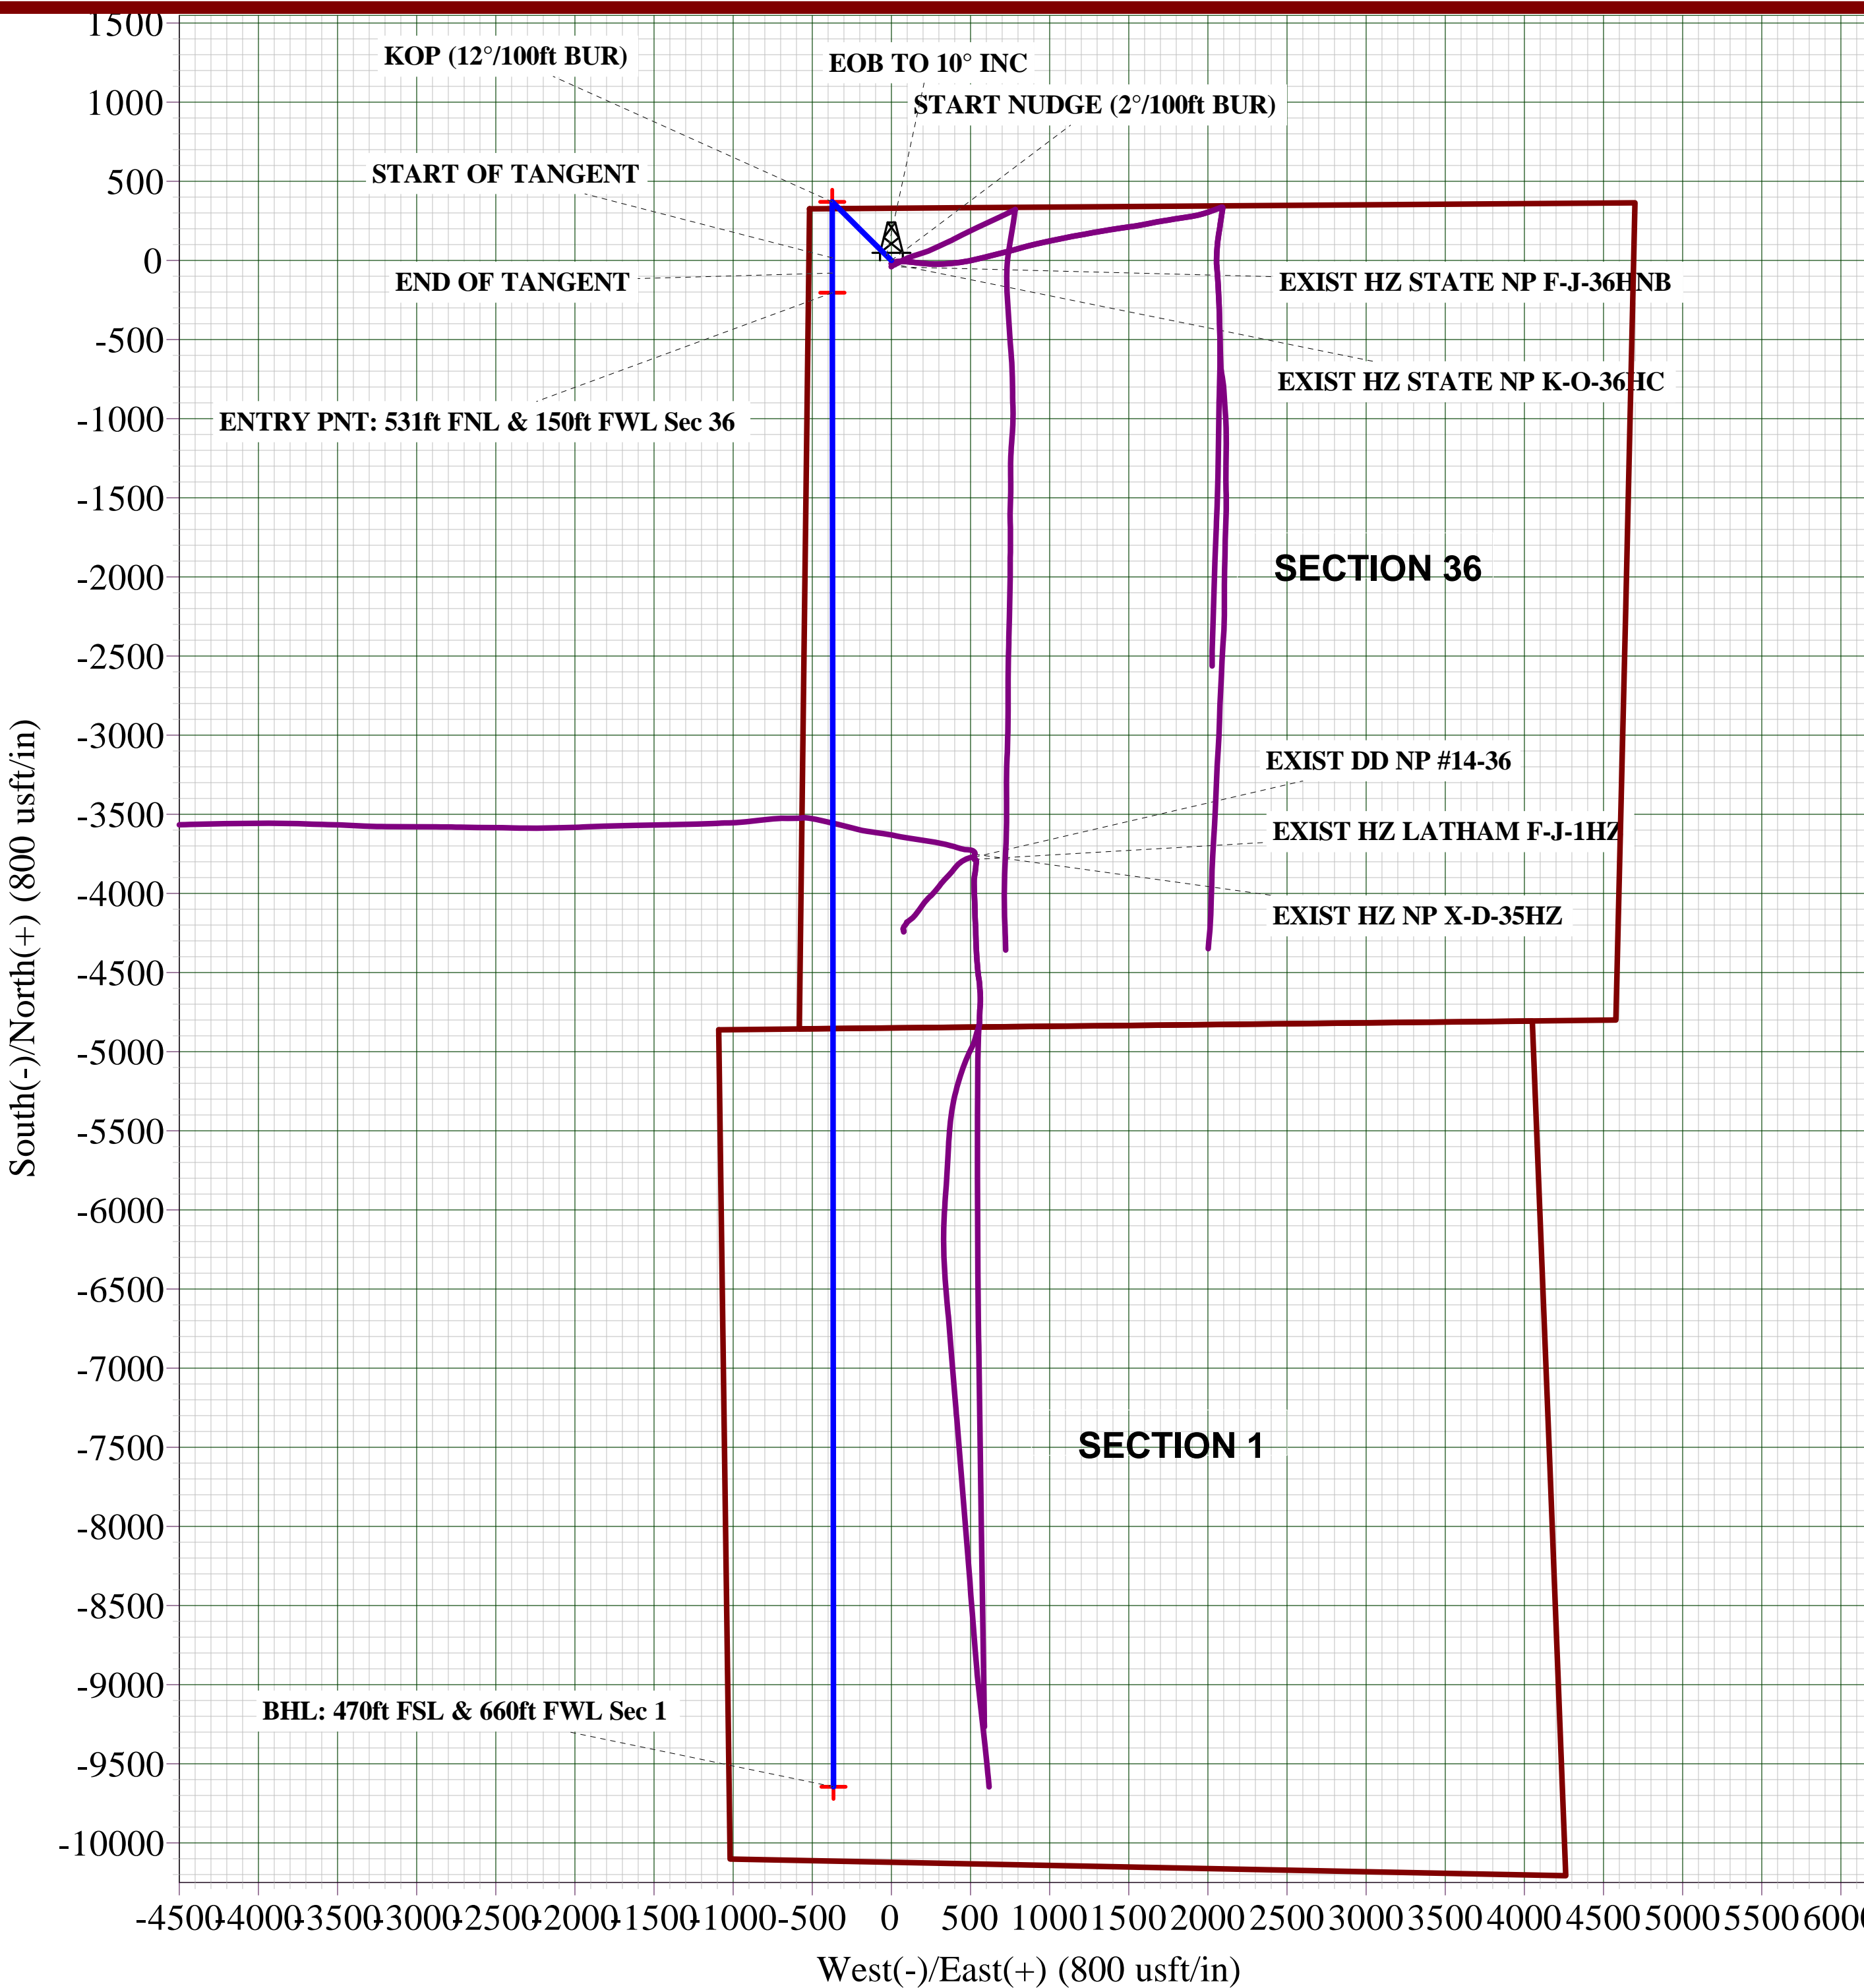 1500
KOP (12°/100ft BUR)
EOB TO 10° INC
1000
START NUDGE (2°/100ft BUR)
500
START OF TANGENT
0
END OF TANGENT
EXIST HZ STATE NP F-J-36HNB
-500
EXIST HZ STATE NP K-O-36HC
-1000
ENTRY PNT: 531ft FNL & 150ft FWL Sec 36
-1500
-2000
SECTION 36
-2500
-3000
EXIST DD NP #14-36
-3500
EXIST HZ LATHAM F-J-1HZ
-4000
EXIST HZ NP X-D-35HZ
-4500
-5000
South(-)/North(+) (800 usft/in)
-5500
-6000
-6500
-7000
-7500
SECTION 1
-8000
-8500
-9000
BHL: 470ft FSL & 660ft FWL Sec 1
-9500
-10000
-4500 -4000 -3500 -3000 -2500 -2000 -1500 -1000 -500 0 500 1000 1500 2000 2500 3000 3500 4000 4500 5000 5500
West(-)/East(+) (800 usft/in)